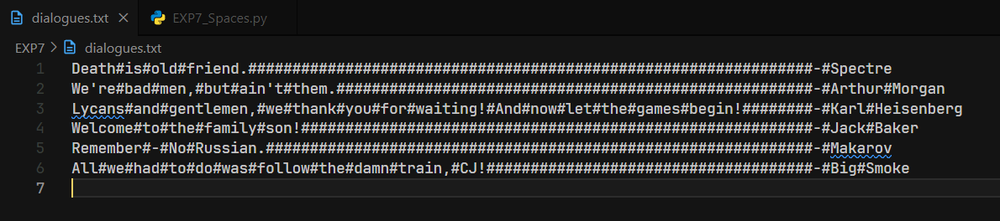 dialogues.txt
EXP7_Spaces.py
EXP7 > dialogues.txt
1 Death#is#old#friend.################################################################-#Spectre
2 We're#bad#men,#but#ain't#them.######################################################-#Arthur#Morgan
3 Lycans#and#gentlemen,#we#thank#you#for#waiting!#And#now#let#the#games#begin!########-#Karl#Heisenberg
4 Welcome#to#the#family#son!##########################################################-#Jack#Baker
5 Remember#-#No#Russian.##############################################################-#Makarov
6 All#we#had#to#do#was#follow#the#damn#train,#CJ!#####################################-#Big#Smoke
7